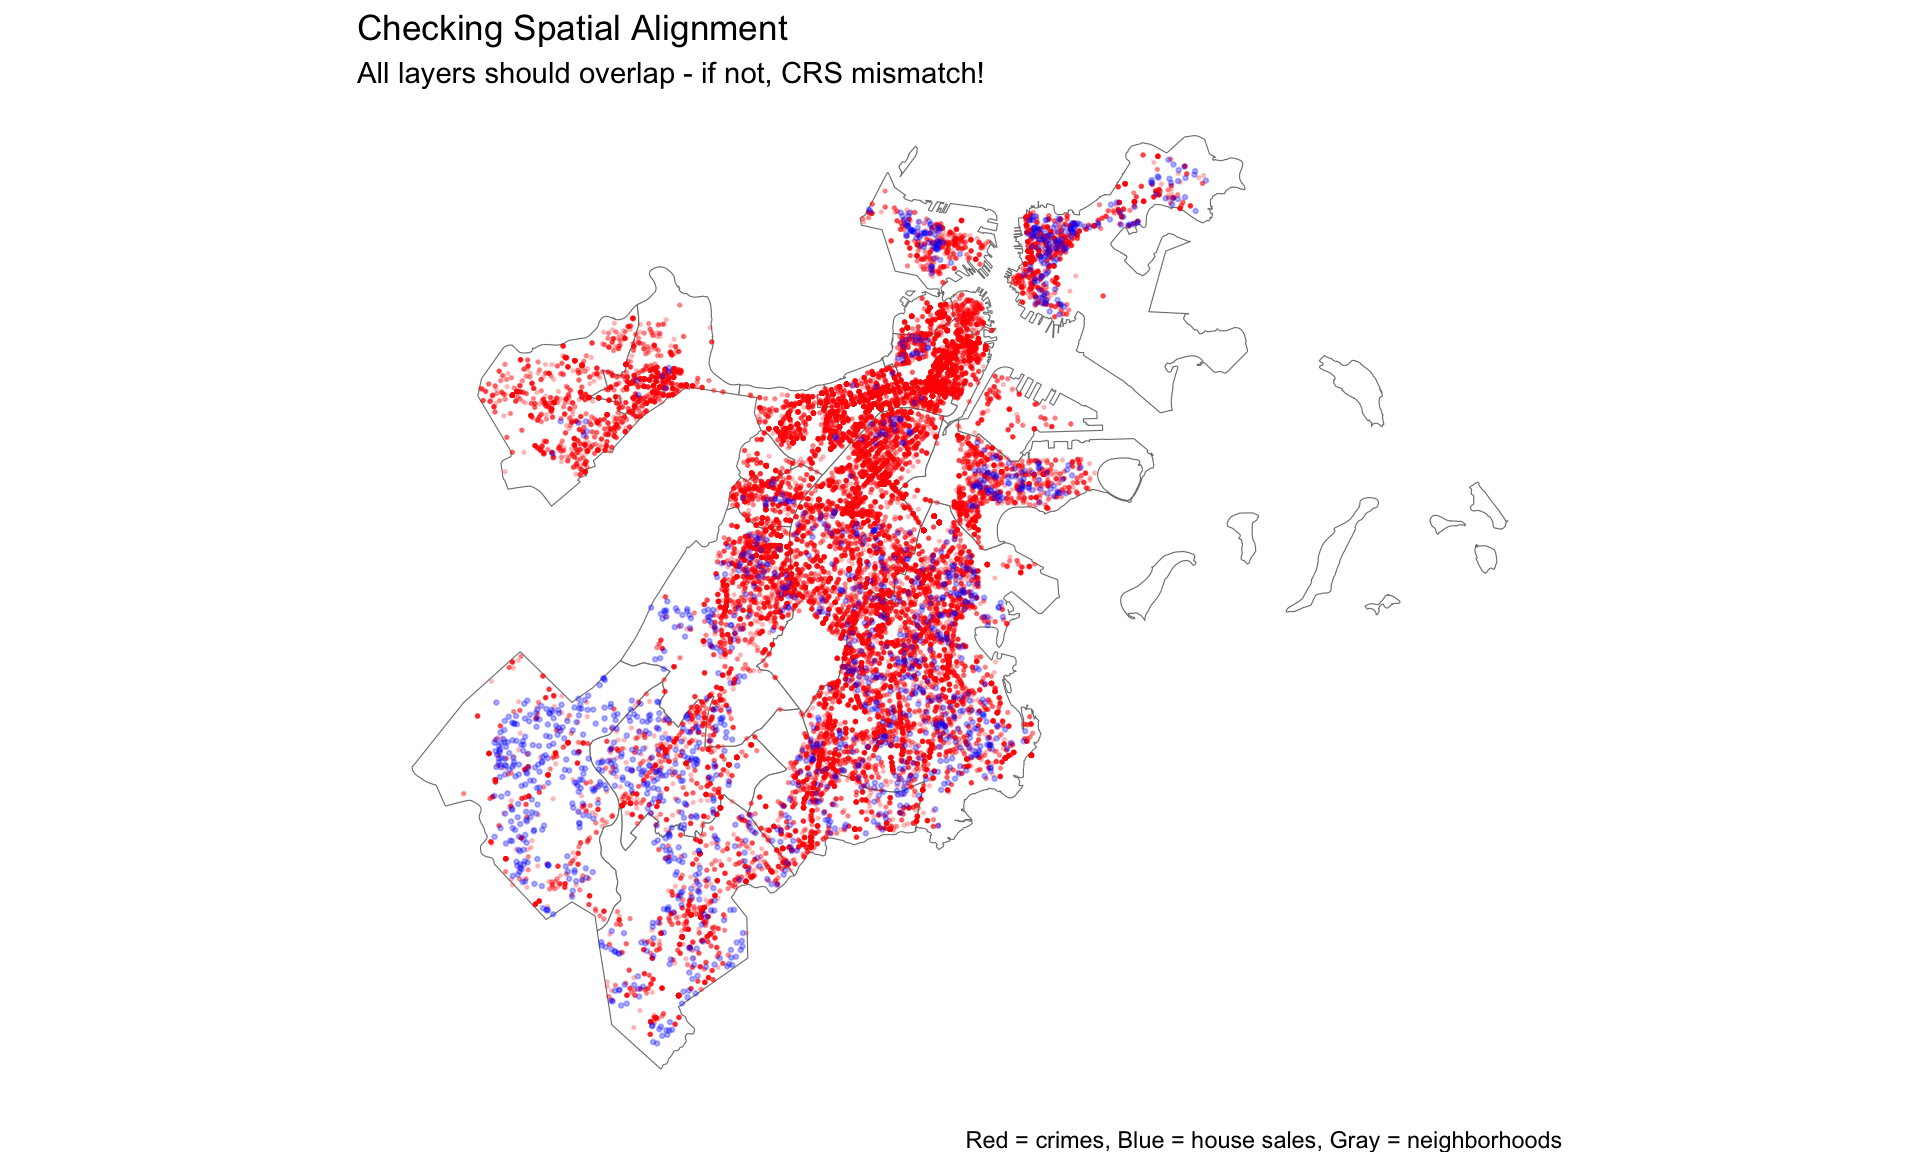 Checking Spatial Alignment
All layers should overlap - if not, CRS mismatch!
Red = crimes, Blue = house sales, Gray = neighborhoods